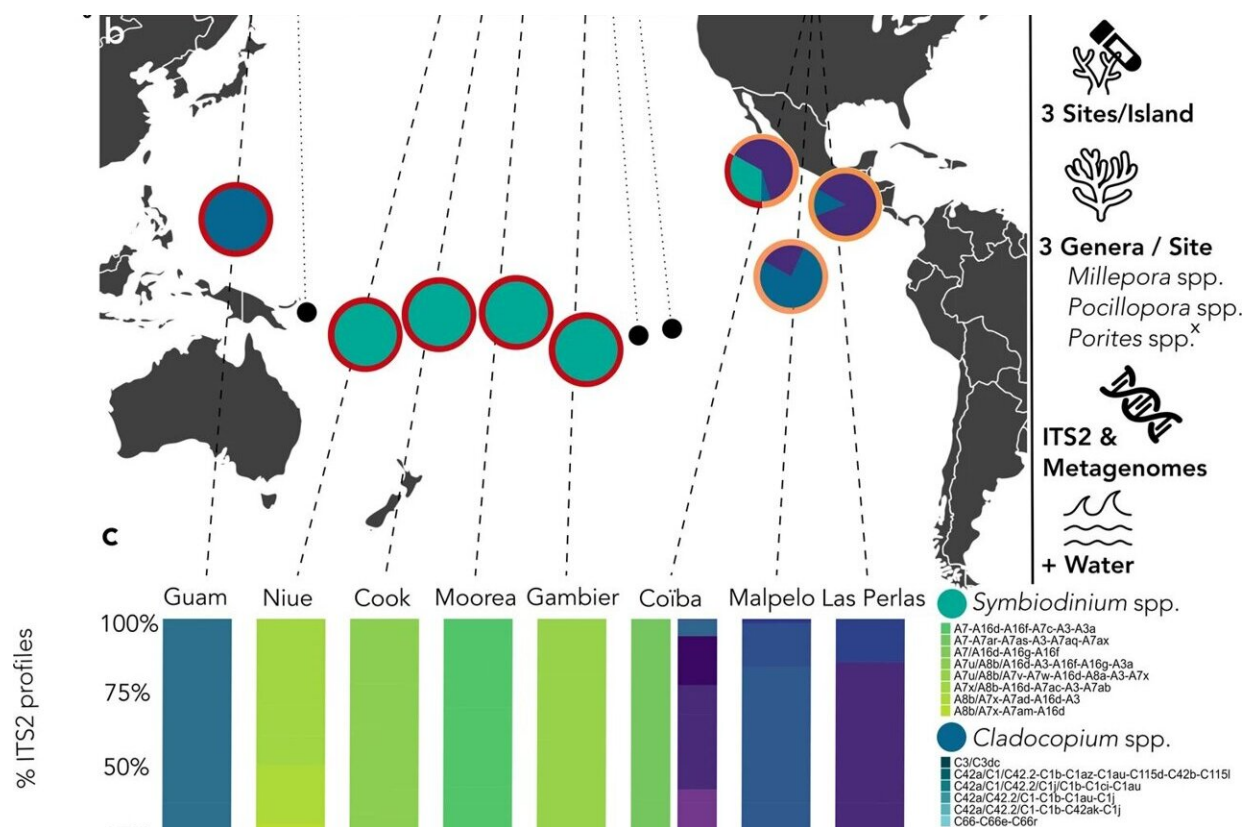 b
3 Sites/Island
3 Genera / Site
Millepora spp.
Pocillopora spp.
Porites spp.x
ITS2 &
Metagenomes
+ Water
c
Guam Niue Cook Moorea Gambier Coïba Malpelo Las Perlas
% ITS2 profiles
100%
75%
50%
Symbiodinium spp.
A7-A16d-A16f-A7c-A3-A3a
A7-A7ar-A7as-A3-A7aq-A7ax
A7/A16d-A16g-A16f
A7u/A8b/A16d-A3-A16f-A16g-A3a
A7u/A8b/A7v-A7w-A16d-A8a-A3-A7x
A7x/A8b-A16d-A7ac-A3-A7ab
A8b/A7x-A7ad-A16d-A3
A8b/A7x-A7am-A16d
Cladocopium spp.
C3/C3dc
C42a/C1/C42.2-C1b-C1az-C1au-C115d-C42b-C115l
C42a/C1/C42.2/C1j/C1b-C1ci-C1au
C42a/C42.2/C1-C1b-C1au-C1j
C42a/C42.2/C1-C1b-C42ak-C1j
C66-C66e-C66r